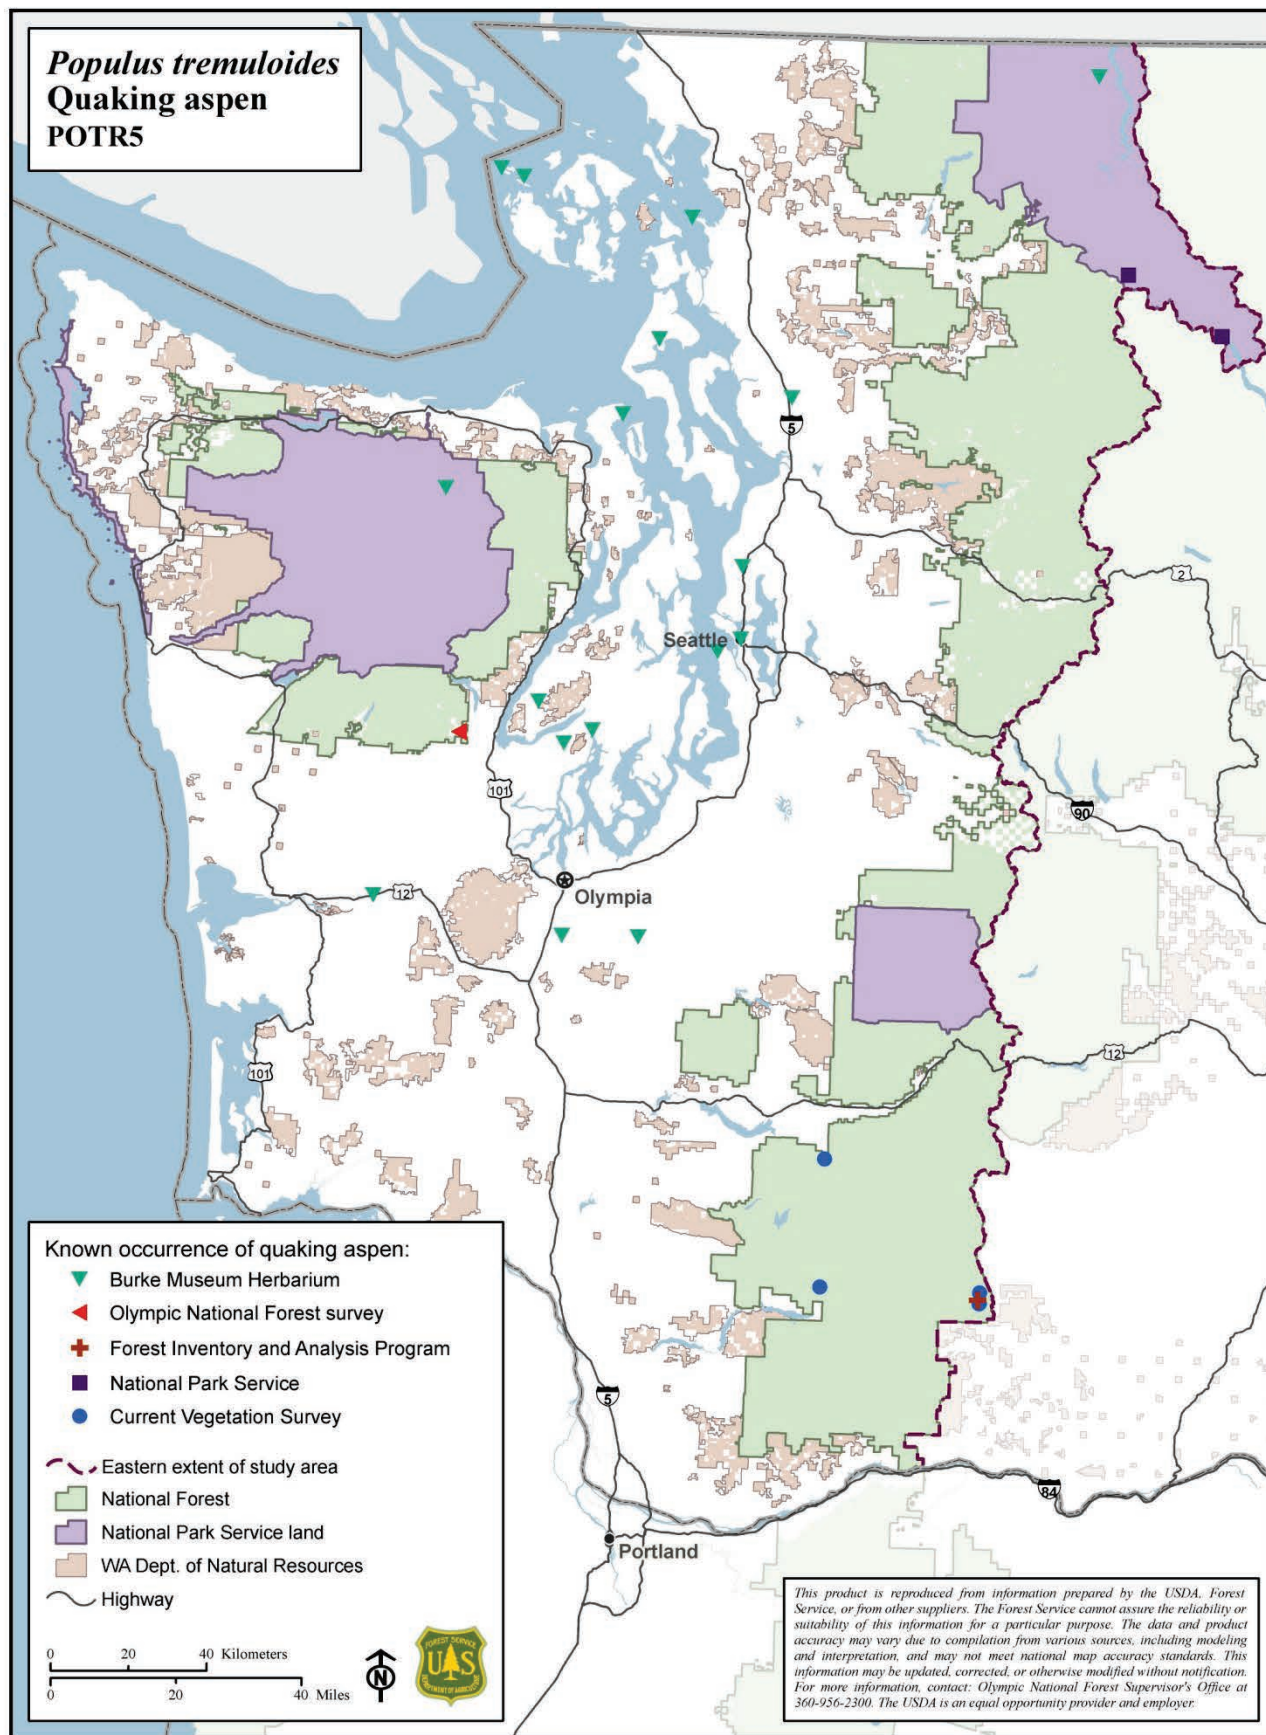 Populus tremuloides
Quaking aspen
POTR5
5
2
Seattle
101
90
12
Olympia
101
12
Known occurrence of quaking aspen:
Burke Museum Herbarium
Olympic National Forest survey
Forest Inventory and Analysis Program
National Park Service
Current Vegetation Survey
Eastern extent of study area
National Forest
National Park Service land
WA Dept. of Natural Resources
Highway
0 20 40 Kilometers
0 20 40 Miles
N
FOREST SERVICE
U S
DEPARTMENT OF AGRICULTURE
5
84
Portland
This product is reproduced from information prepared by the USDA, Forest
Service, or from other suppliers. The Forest Service cannot assure the reliability or
suitability of this information for a particular purpose. The data and product
accuracy may vary due to compilation from various sources, including modeling
and interpretation, and may not meet national map accuracy standards. This
information may be updated, corrected, or otherwise modified without notification.
For more information, contact: Olympic National Forest Supervisor's Office at
360-956-2300. The USDA is an equal opportunity provider and employer.